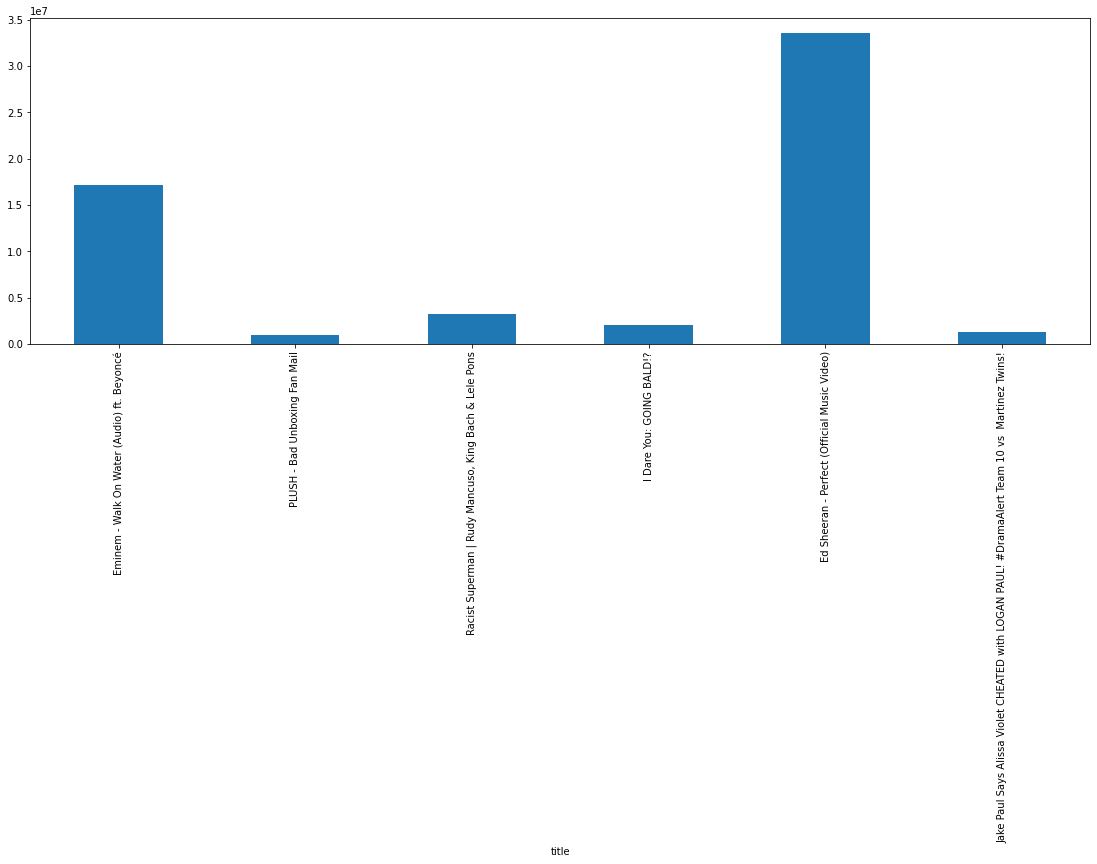 1e7
3.5
3.0
2.5
2.0
1.5
1.0
0.5
0.0
Eminem - Walk On Water (Audio) ft. Beyoncé
PLUSH - Bad Unboxing Fan Mail
Racist Superman | Rudy Mancuso, King Bach & Lele Pons
I Dare You: GOING BALD!?
Ed Sheeran - Perfect (Official Music Video)
Jake Paul Says Alissa Violet CHEATED with LOGAN PAUL! #DramaAlert Team 10 vs  Martinez Twins!
title